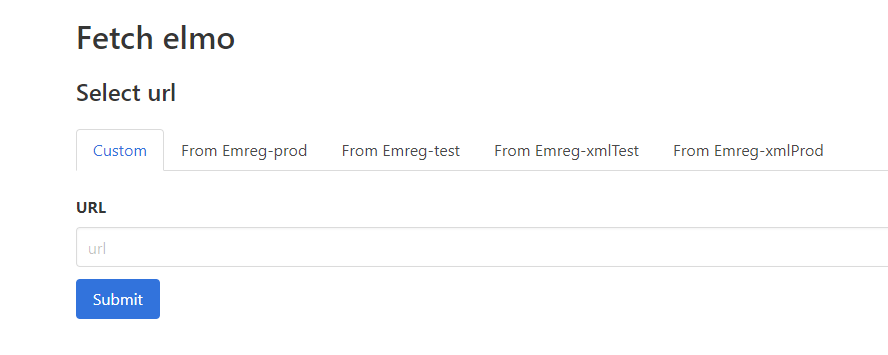 Fetch elmo
Select url
Custom From Emreg-prod From Emreg-test From Emreg-xmlTest From Emreg-xmlProd
URL
url
Submit